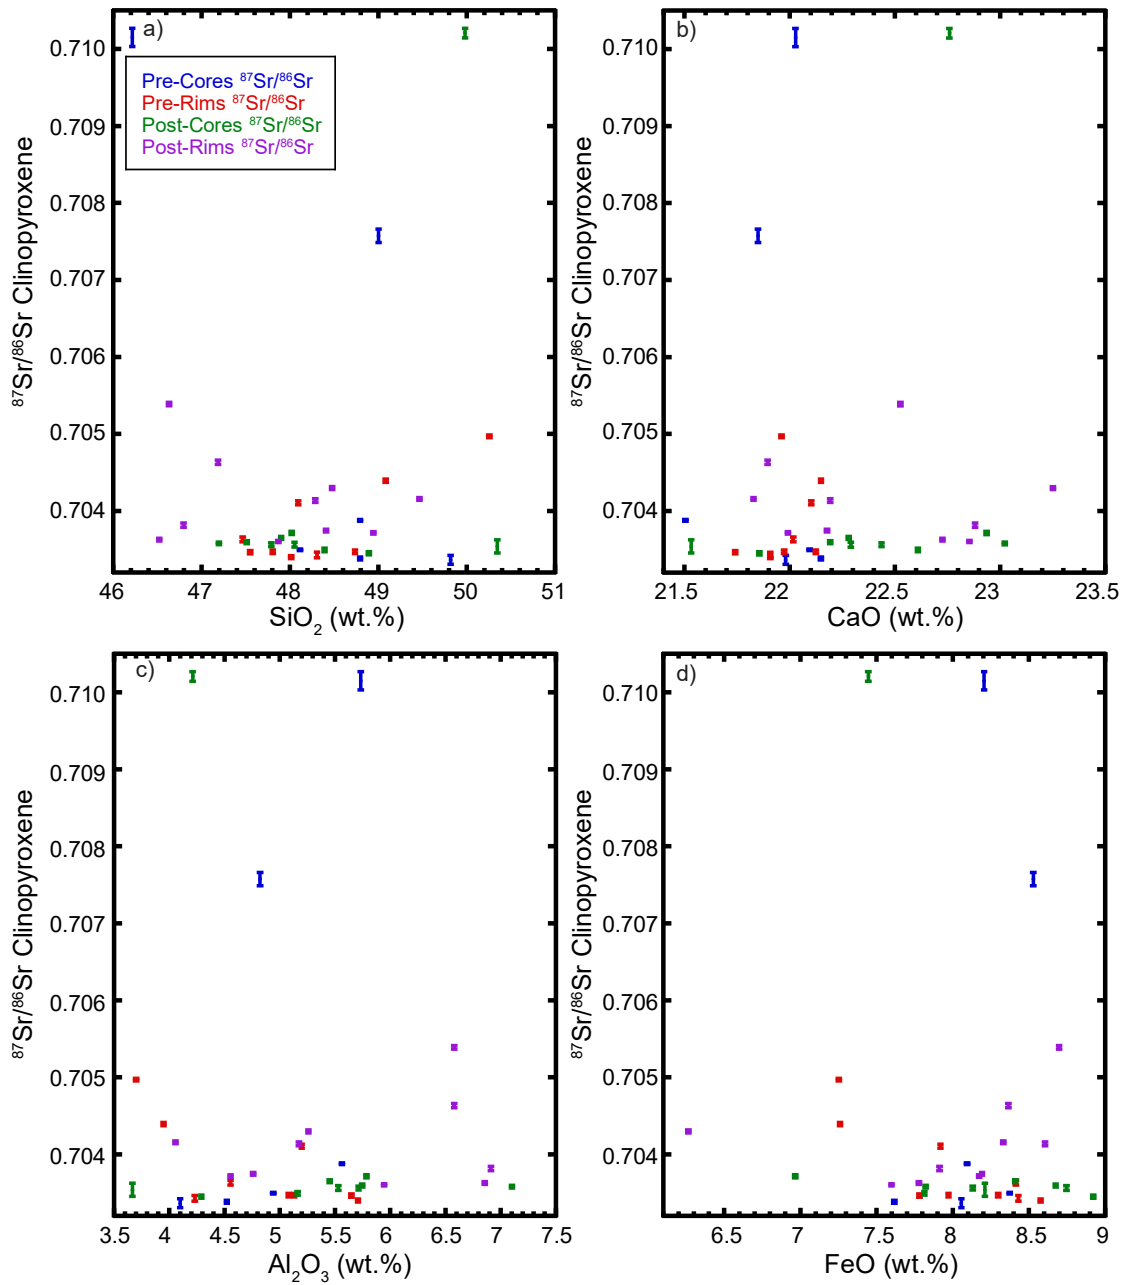 a)
0.710
0.709
0.708
0.707
0.706
0.705
0.704
Pre-Cores ⁸⁷Sr/⁸⁶Sr
Pre-Rims ⁸⁷Sr/⁸⁶Sr
Post-Cores ⁸⁷Sr/⁸⁶Sr
Post-Rims ⁸⁷Sr/⁸⁶Sr
⁸⁷Sr/⁸⁶Sr Clinopyroxene
46 47 48 49 50 51
SiO₂ (wt.%)
b)
0.710
0.709
0.708
0.707
0.706
0.705
0.704
⁸⁷Sr/⁸⁶Sr Clinopyroxene
21.5 22 22.5 23 23.5
CaO (wt.%)
c)
0.710
0.709
0.708
0.707
0.706
0.705
0.704
⁸⁷Sr/⁸⁶Sr Clinopyroxene
3.5 4 4.5 5 5.5 6 6.5 7 7.5
Al₂O₃ (wt.%)
d)
0.710
0.709
0.708
0.707
0.706
0.705
0.704
⁸⁷Sr/⁸⁶Sr Clinopyroxene
6.5 7 7.5 8 8.5 9
FeO (wt.%)